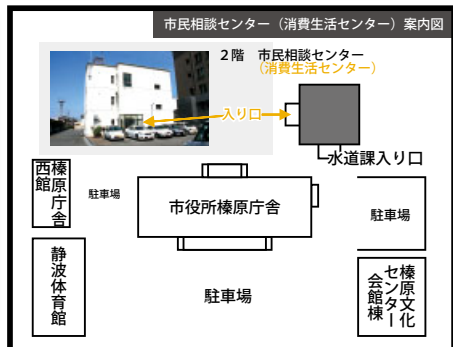 市民相談センター（消費生活センター）案内図
２階　市民相談センター
（消費生活センター）
入り口
水道課入り口
榛原庁舎
西館
駐車場
市役所榛原庁舎
駐車場
静波体育館
駐車場
榛原文化
センター
会館棟